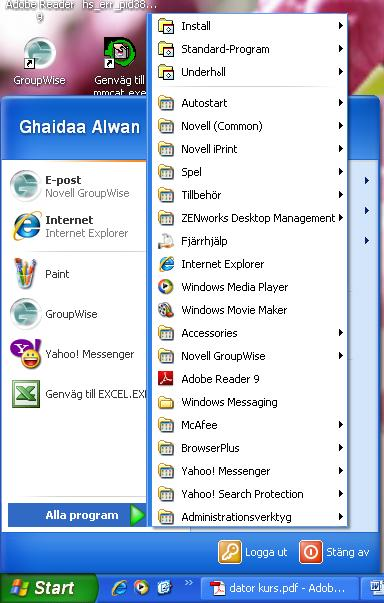 Adobe Reader
9
hs_err_pid38...
GroupWise
Genväg till
mmcat.exe
Ghaidaa Alwan
E-post
Novell GroupWise
Internet
Internet Explorer
Paint
GroupWise
Yahoo! Messenger
Genväg till EXCEL.EXE
Alla program
Install
Standard-Program
Underhåll
Autostart
Novell (Common)
Novell iPrint
Spel
Tillbehör
ZENworks Desktop Management
Fjärrhjälp
Internet Explorer
Windows Media Player
Windows Movie Maker
Accessories
Novell GroupWise
Adobe Reader 9
Windows Messaging
McAfee
BrowserPlus
Yahoo! Messenger
Yahoo! Search Protection
Administrationsverktyg
Logga ut
Stäng av
Start
dator kurs.pdf - Adob...